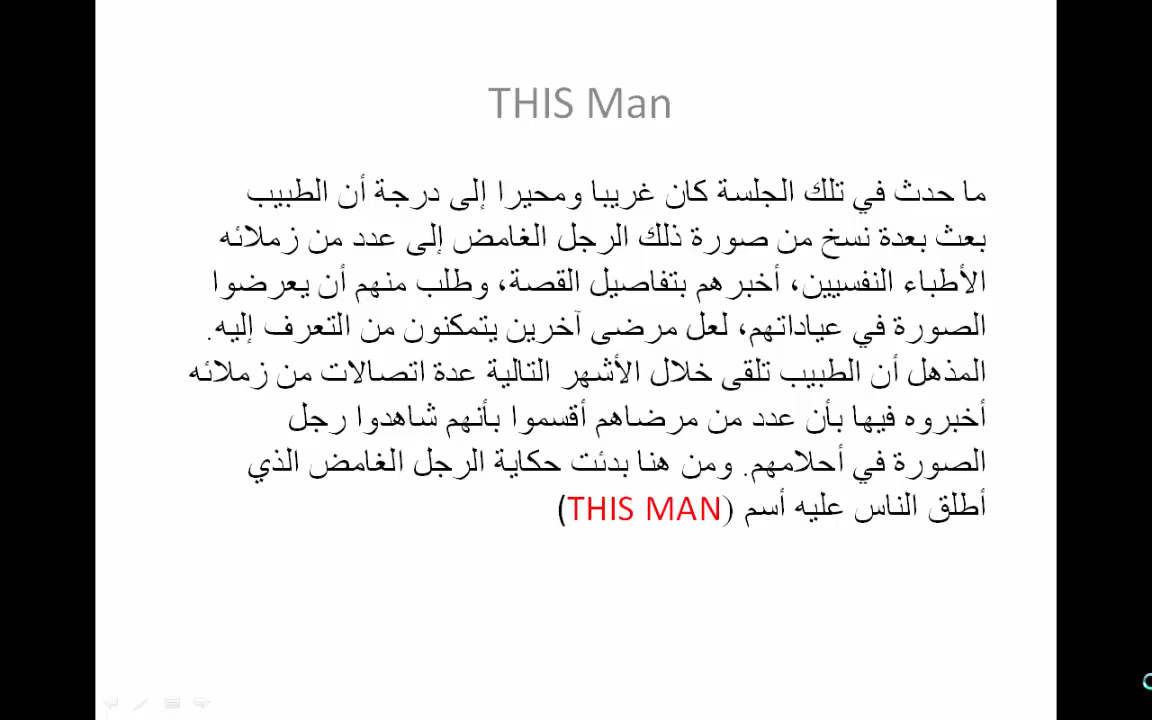 THIS Man
ما حدث في تلك الجلسة كان غريبا ومحيرا إلى درجة أن الطبيب
بعث بعدة نسخ من صورة ذلك الرجل الغامض إلى عدد من زملائه
الأطباء النفسيين، أخبرهم بتفاصيل القصة، وطلب منهم أن يعرضوا
الصورة في عياداتهم، لعل مرضى آخرين يتمكنون من التعرف إليه.
المذهل أن الطبيب تلقى خلال الأشهر التالية عدة اتصالات من زملائه
أخبروه فيها بأن عدد من مرضاهم أقسموا بأنهم شاهدوا رجل
الصورة في أحلامهم. ومن هنا بدئت حكاية الرجل الغامض الذي
أطلق الناس عليه أسم (THIS MAN)